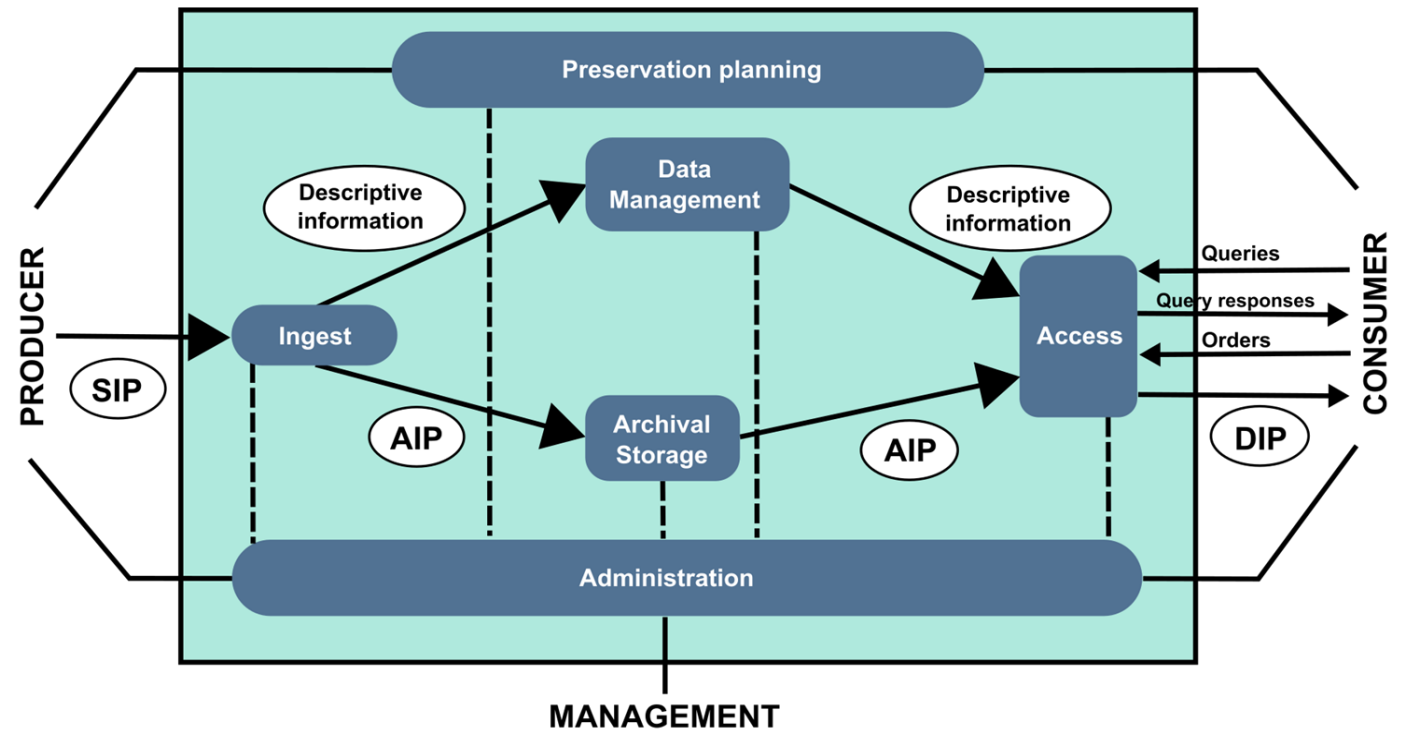 Preservation planning
Descriptive
information
Data
Management
Descriptive
information
PRODUCER
SIP
Ingest
AIP
Archival
Storage
AIP
Access
Queries
Query responses
Orders
DIP
CONSUMER
Administration
MANAGEMENT